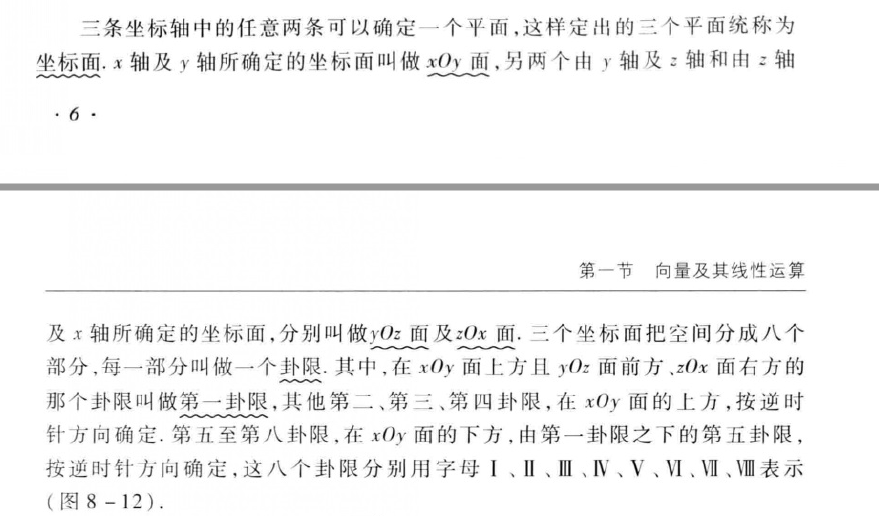 三条坐标轴中的任意两条可以确定一个平面,这样定出的三个平面统称为
坐标面. x 轴及 y 轴所确定的坐标面叫做 xOy 面,另两个由 y 轴及 z 轴和由 z 轴
· 6 ·
第一节 向量及其线性运算
及 x 轴所确定的坐标面,分别叫做yOz 面及zOx 面. 三个坐标面把空间分成八个
部分,每一部分叫做一个卦限. 其中,在 xOy 面上方且 yOz 面前方、zOx 面右方的
那个卦限叫做第一卦限,其他第二、第三、第四卦限,在 xOy 面的上方,按逆时
针方向确定. 第五至第八卦限,在 xOy 面的下方,由第一卦限之下的第五卦限,
按逆时针方向确定,这八个卦限分别用字母 Ⅰ、Ⅱ、Ⅲ、Ⅳ、Ⅴ、Ⅵ、Ⅶ、Ⅷ表示
(图 8 - 12).